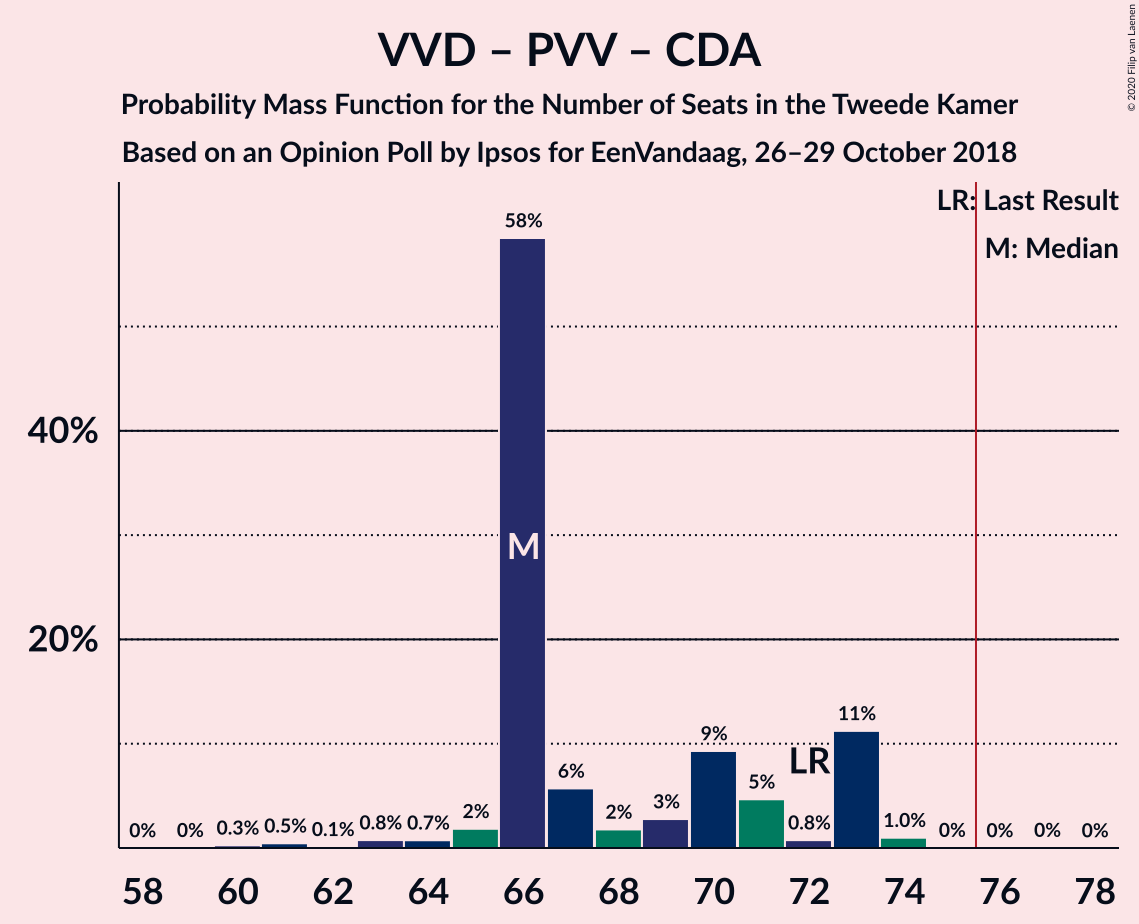 VVD – PVV – CDA
Probability Mass Function for the Number of Seats in the Tweede Kamer
Based on an Opinion Poll by Ipsos for EenVandaag, 26–29 October 2018
© 2020 Filip van Laenen
LR: Last Result
M: Median
58%
40%
M
20%
11%
9%
LR
6%
5%
3%
2%
2%
0% 0% 0.3% 0.5% 0.1% 0.8% 0.7% 0.8% 1.0% 0% 0% 0% 0%
58 60 62 64 66 68 70 72 74 76 78